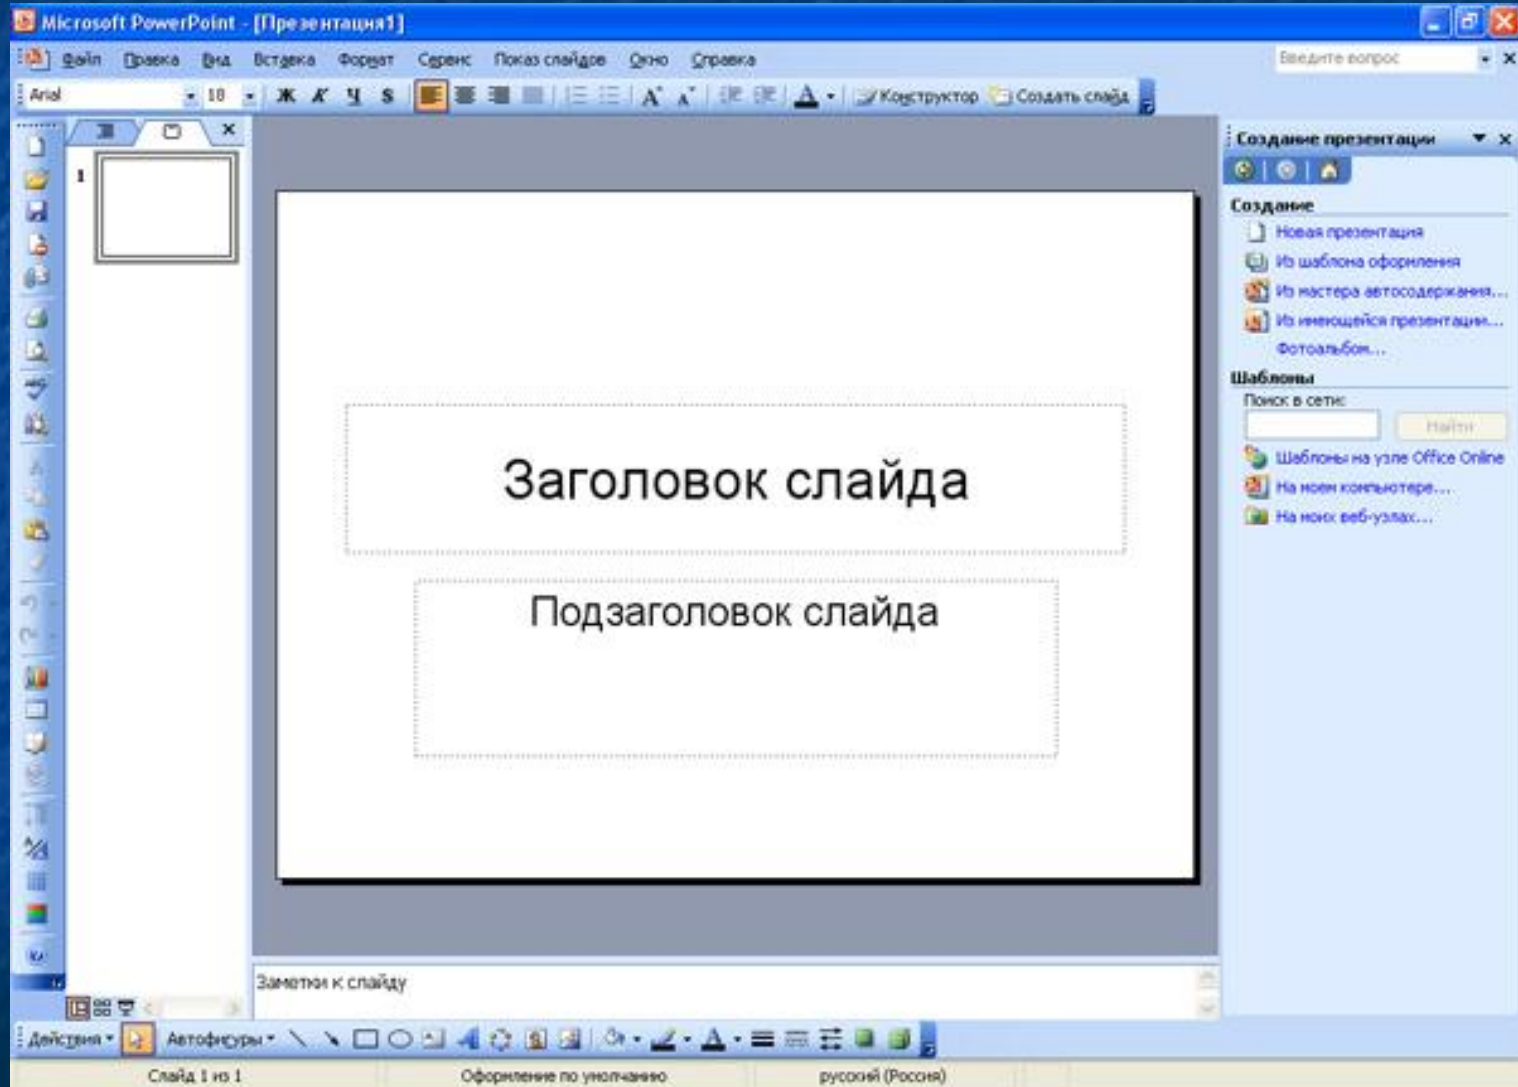 Microsoft PowerPoint - [Презентация1]
Файл Правка Вид Вставка Формат Сервис Показ слайдов Окно Справка
Введите вопрос
Arial 18 Ж К Ч S Конструктор Создать слайд
Создание презентации
1
Создание
Новая презентация
Из шаблона оформления
Из мастера автосодержания...
Из имеющейся презентации...
Фотоальбом...
Шаблоны
Поиск в сети:
Найти
Шаблоны на узле Office Online
На моем компьютере...
На моих веб-узлах...
Заголовок слайда
Подзаголовок слайда
Заметки к слайду
Действия Автофигуры
Слайд 1 из 1 Оформление по умолчанию русский (Россия)